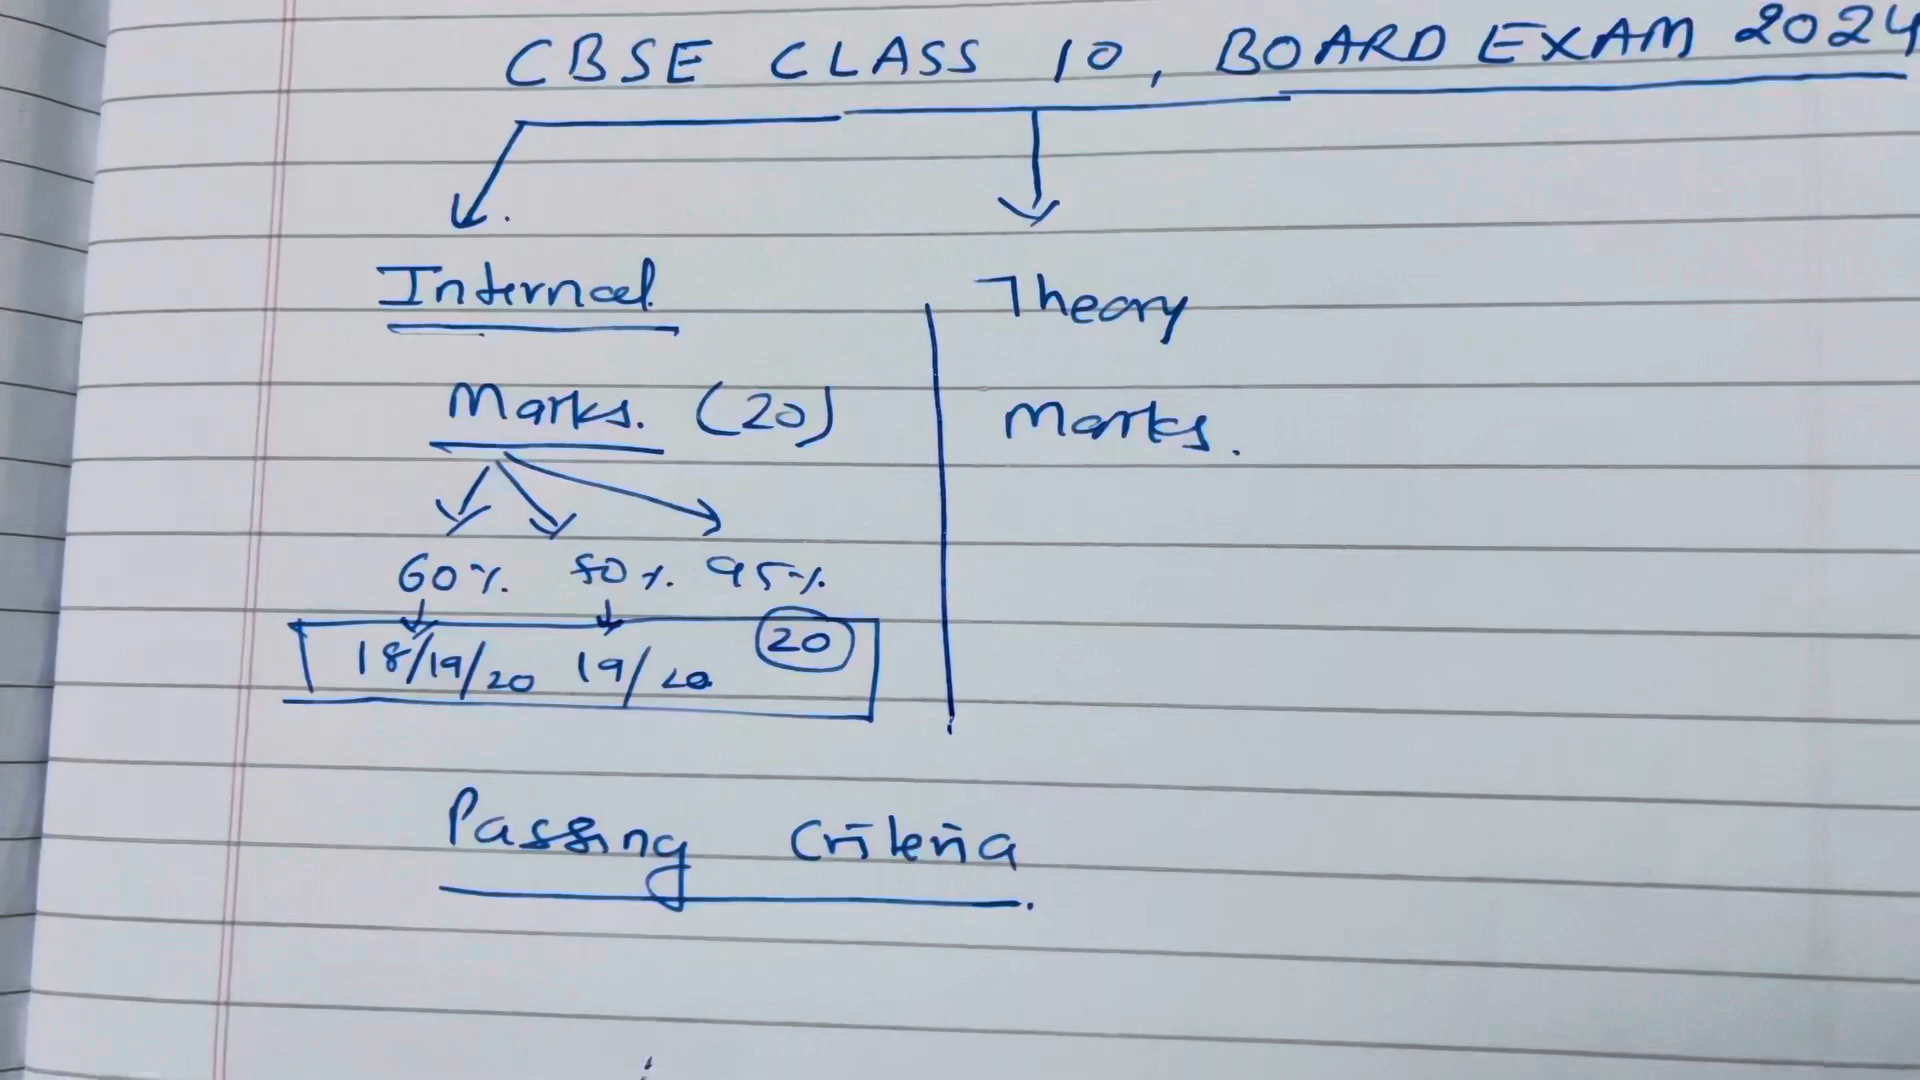 CBSE CLASS 10, BOARD EXAM 2024
Internal
Theory
Marks. (20)
Marks.
60%. 80%. 95%.
18/19/20 19/20 20
Passing Criteria.